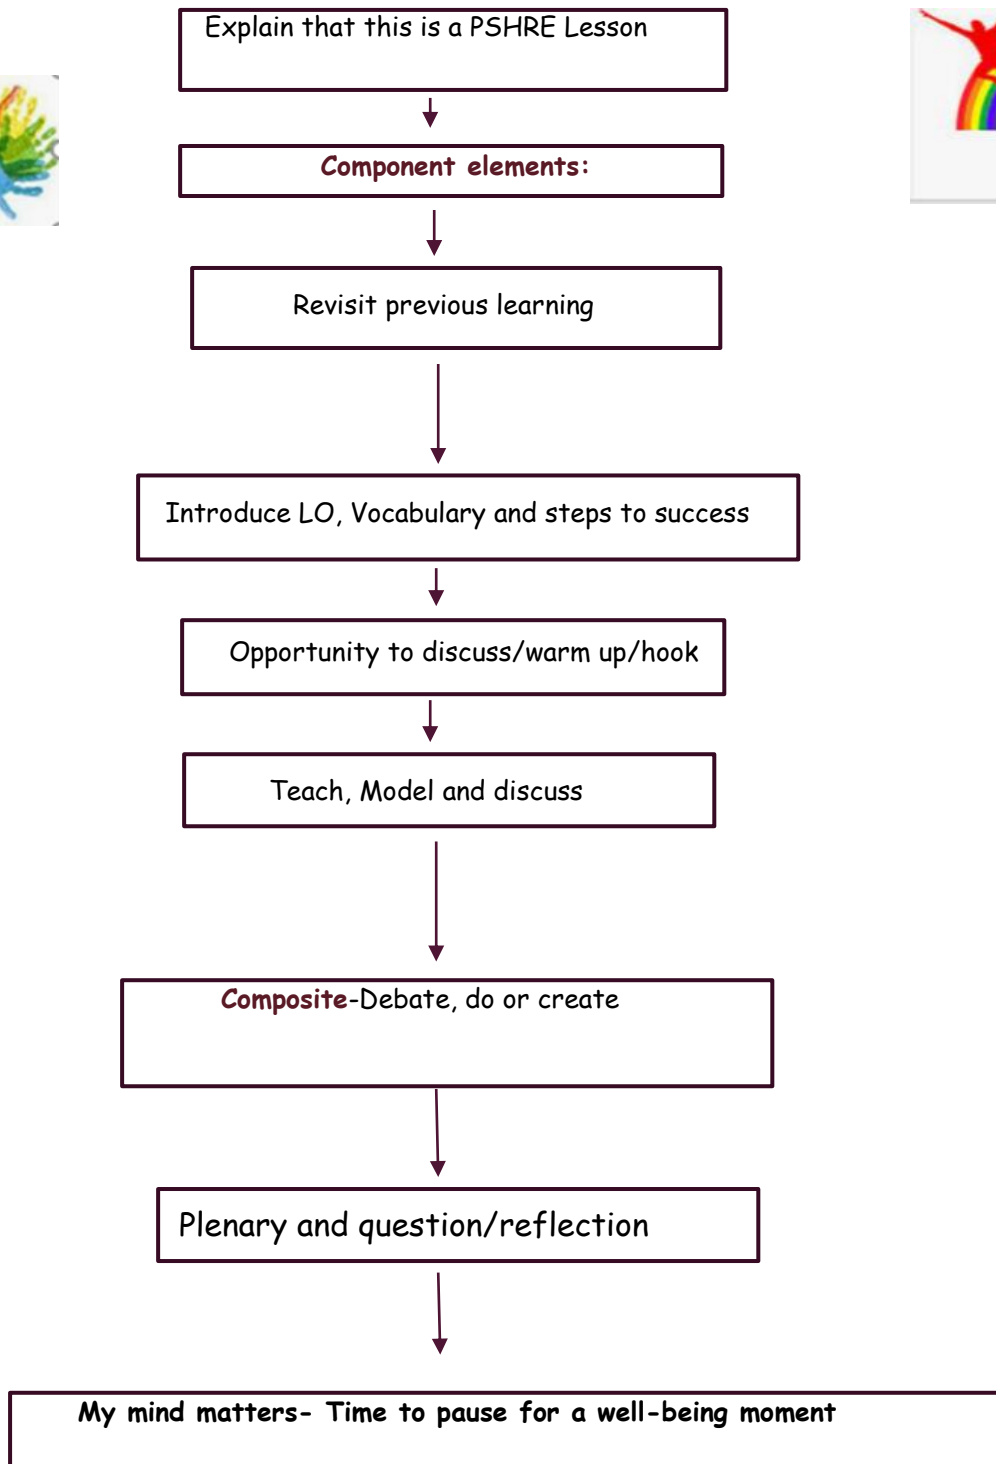 Explain that this is a PSHRE Lesson
Component elements:
Revisit previous learning
Introduce LO, Vocabulary and steps to success
Opportunity to discuss/warm up/hook
Teach, Model and discuss
Composite-Debate, do or create
Plenary and question/reflection
My mind matters- Time to pause for a well-being moment